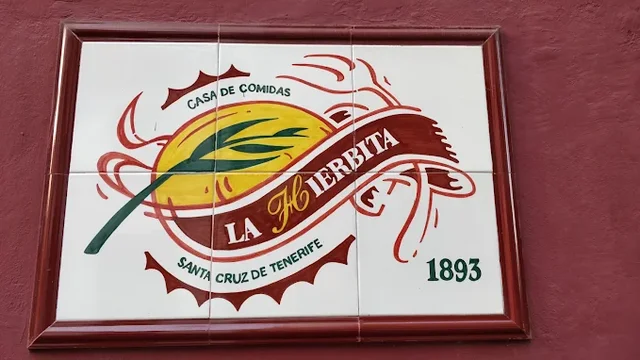 CASA DE COMIDAS
LA HIERBITA
SANTA CRUZ DE TENERIFE
1893